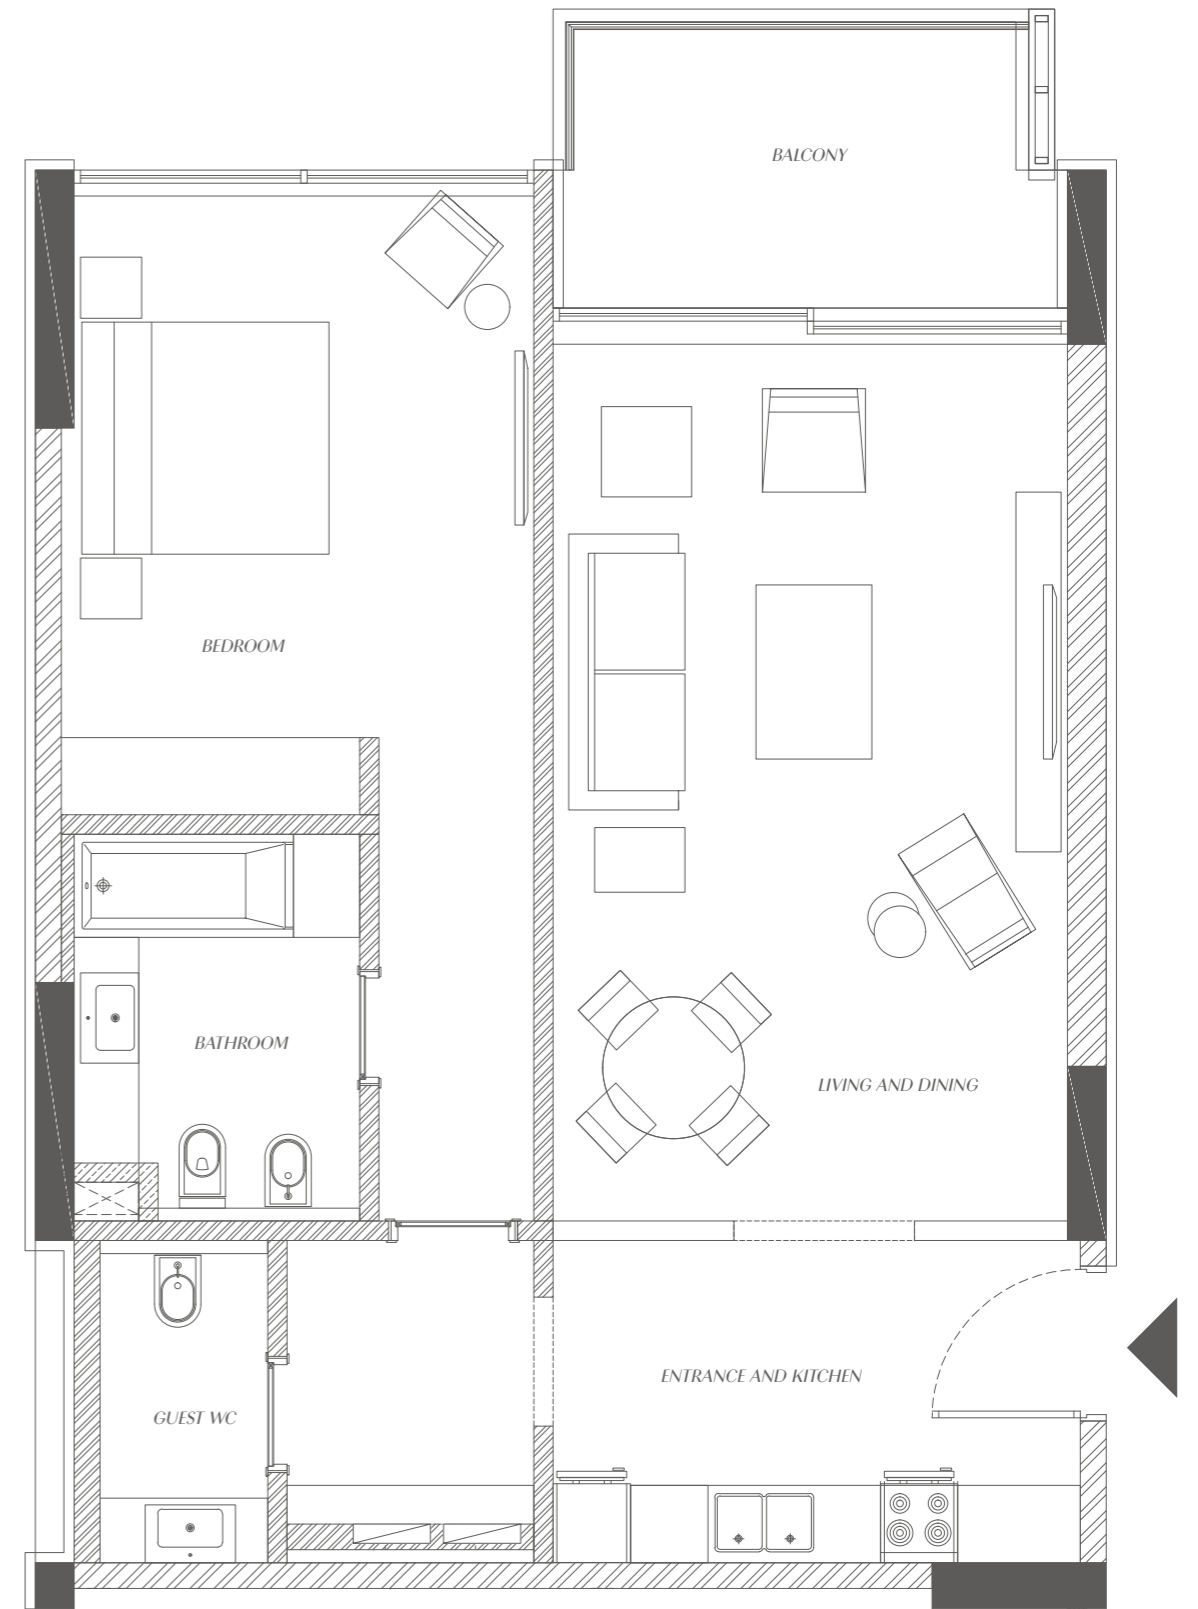 BALCONY
BEDROOM
BATHROOM
LIVING AND DINING
ENTRANCE AND KITCHEN
GUEST WC